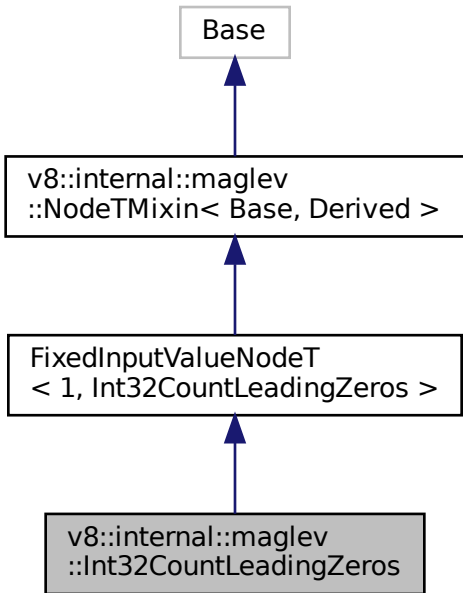 Base
v8::internal::maglev
::NodeTMixin< Base, Derived >
FixedInputValueNodeT
< 1, Int32CountLeadingZeros >
v8::internal::maglev
::Int32CountLeadingZeros